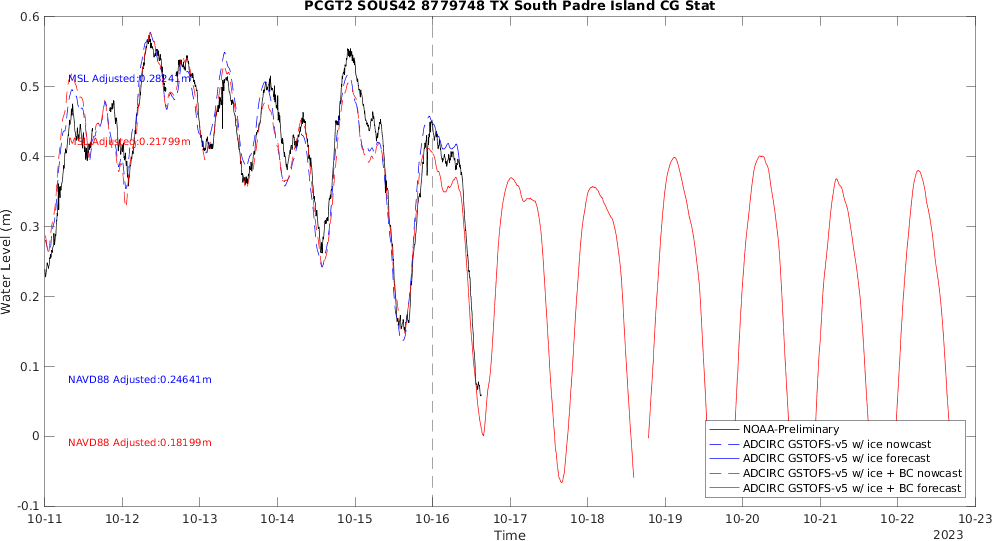 PCGT2 SOUS42 8779748 TX South Padre Island CG Stat
0.6
0.5
0.4
0.3
0.2
0.1
0
-0.1
Water Level (m)
MSL Adjusted:0.28241m
MSL Adjusted:0.21799m
NAVD88 Adjusted:0.24641m
NAVD88 Adjusted:0.18199m
NOAA-Preliminary
ADCIRC GSTOFS-v5 w/ ice nowcast
ADCIRC GSTOFS-v5 w/ ice forecast
ADCIRC GSTOFS-v5 w/ ice + BC nowcast
ADCIRC GSTOFS-v5 w/ ice + BC forecast
10-11 10-12 10-13 10-14 10-15 10-16 10-17 10-18 10-19 10-20 10-21 10-22 10-23
Time
2023